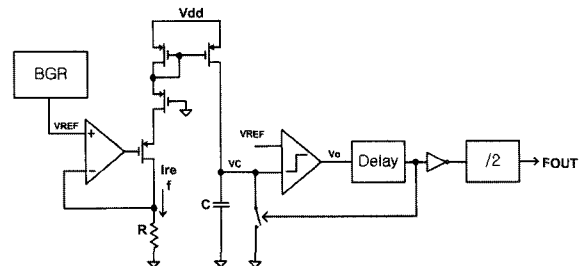 Vdd
BGR
VREF
+
−
Ire
f
R
C
VC
VREF
Vo
Delay
/2
FOUT